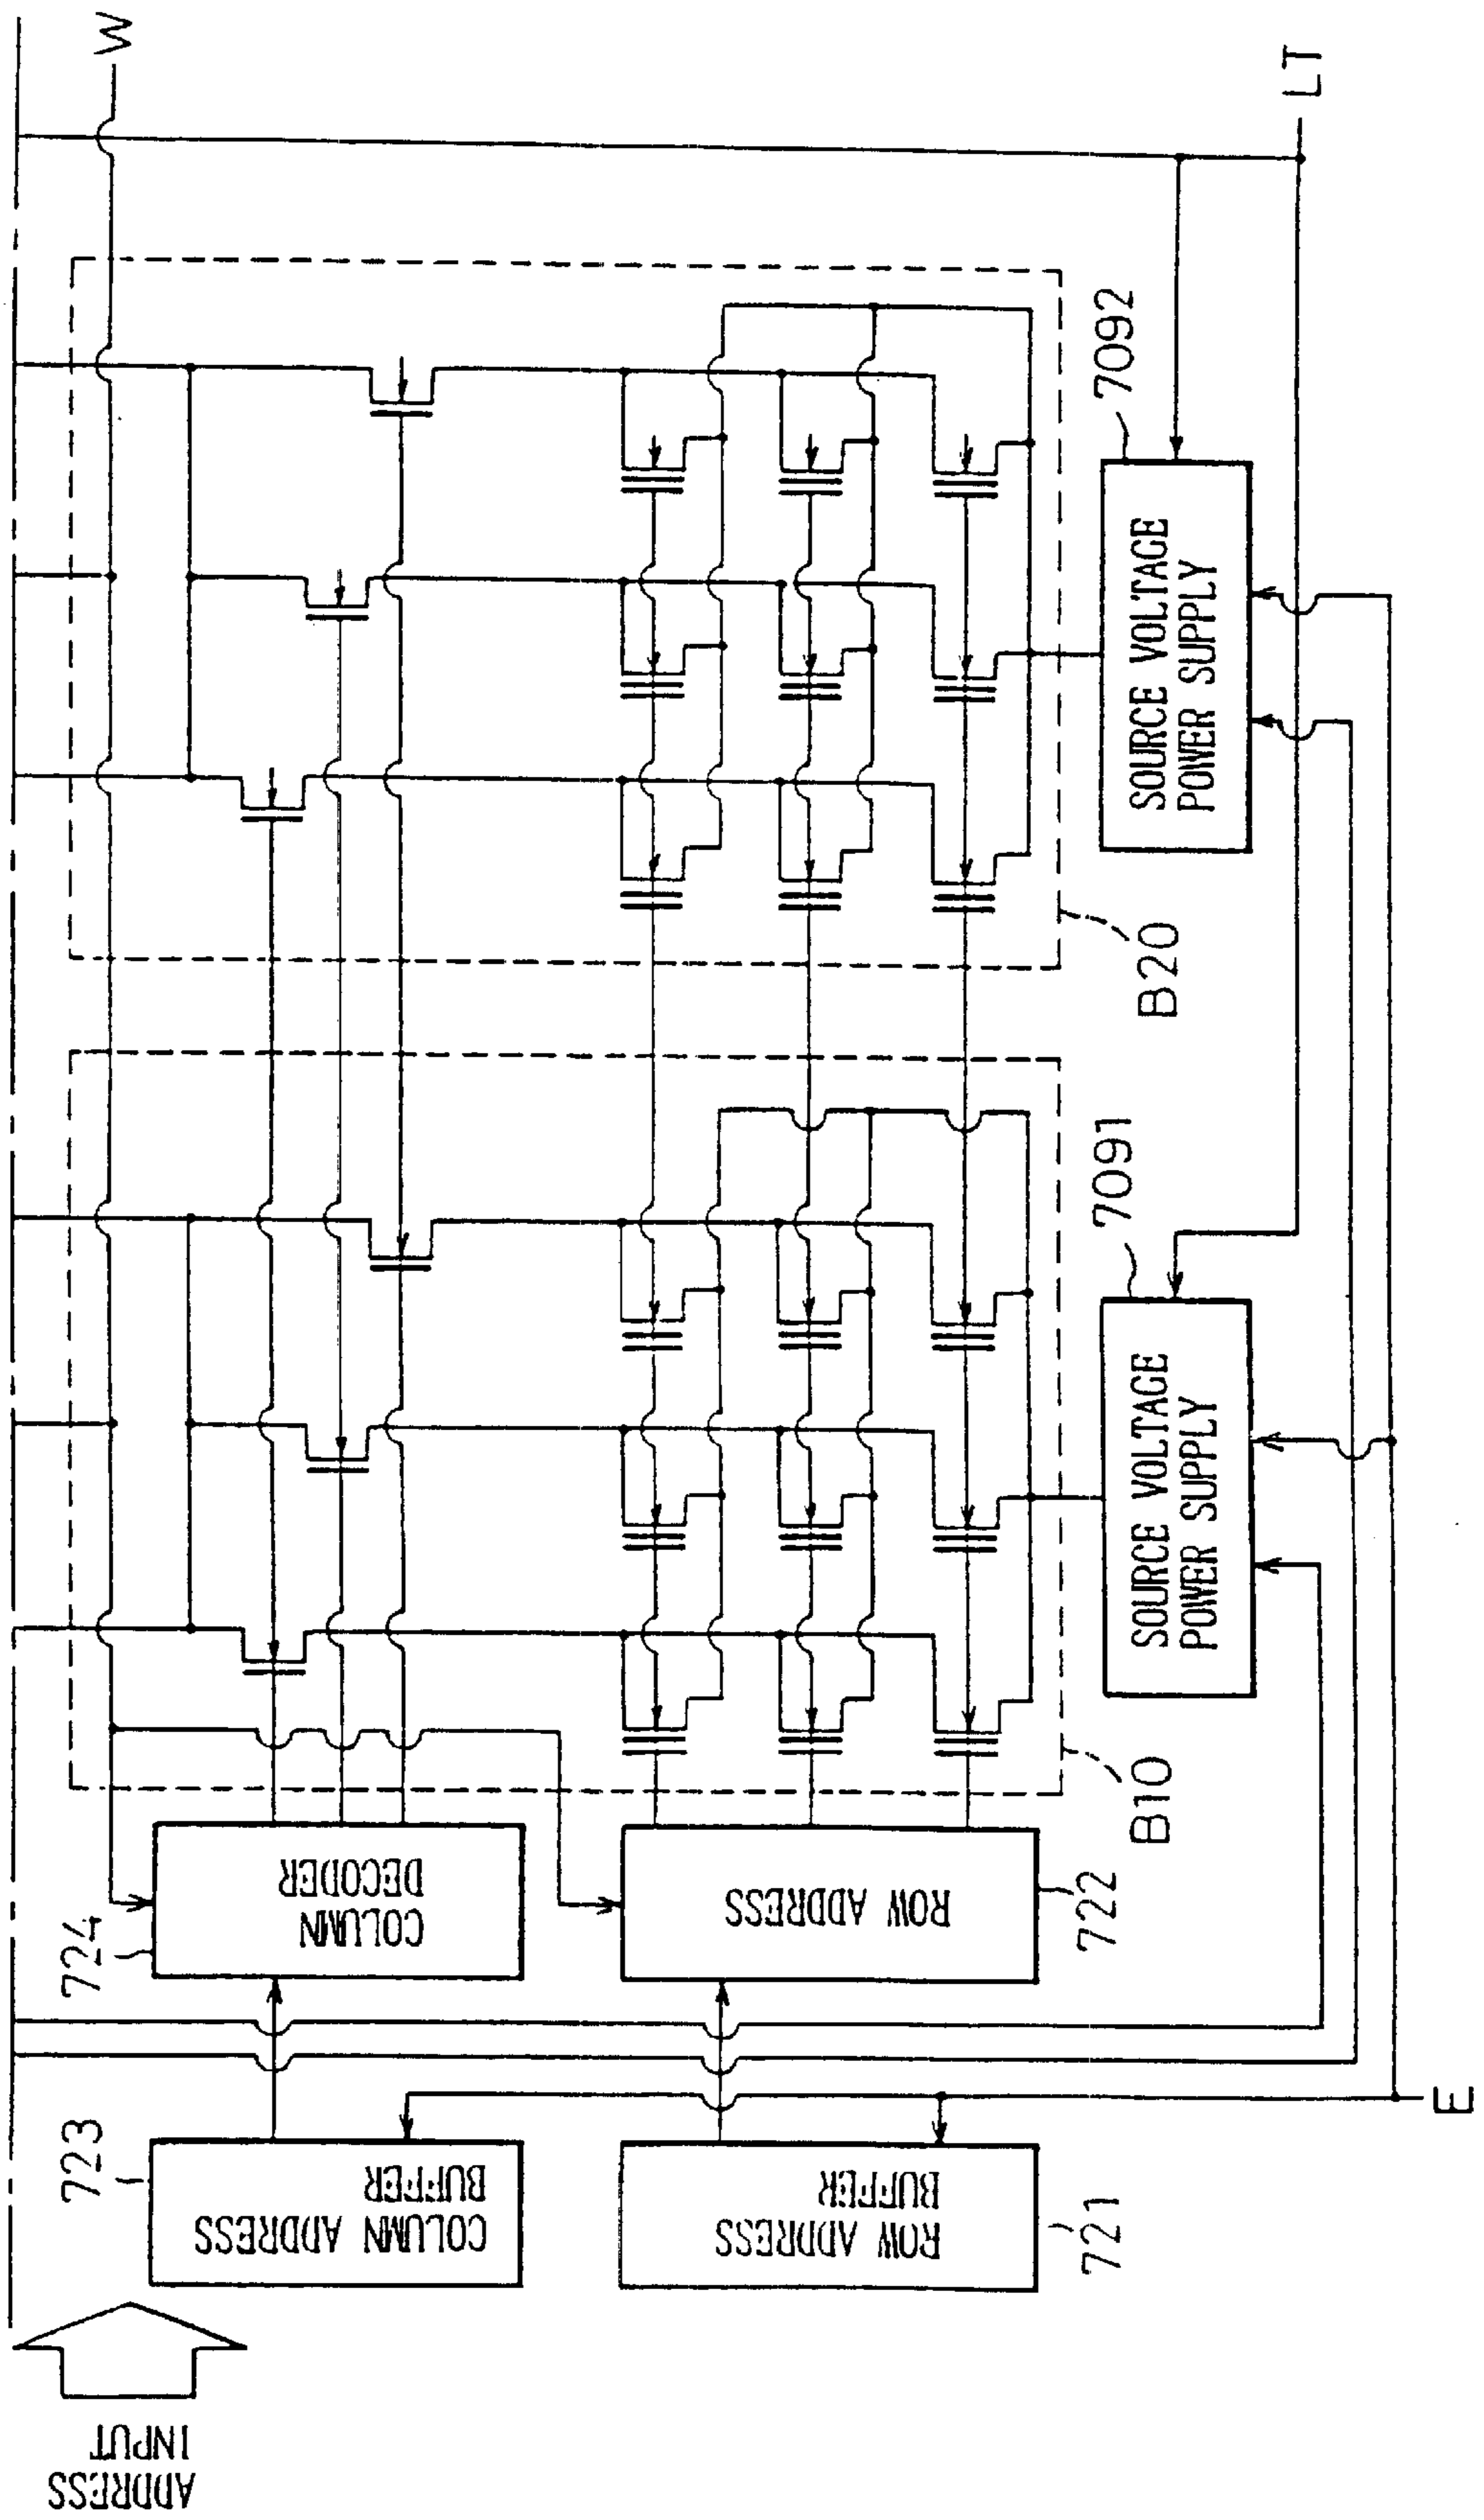 ADDRESS
INPUT
723
COLUMN ADDRESS
BUFFER
724
COLUMN
DECODER
W
ROW ADDRESS
BUFFER
721
ROW ADDRESS
722
B10
B20
SOURCE VOLTAGE
POWER SUPPLY
7091
SOURCE VOLTAGE
POWER SUPPLY
7092
E
LT